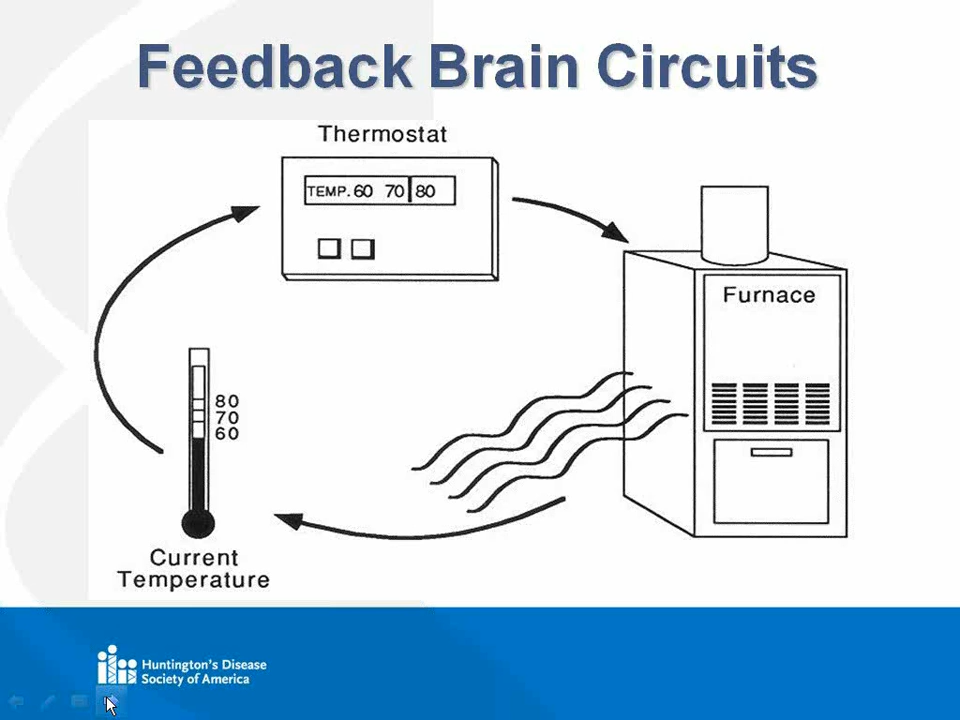 Feedback Brain Circuits
Thermostat
TEMP. 60 70 80
Furnace
80
70
60
Current
Temperature
Huntington's Disease
Society of America